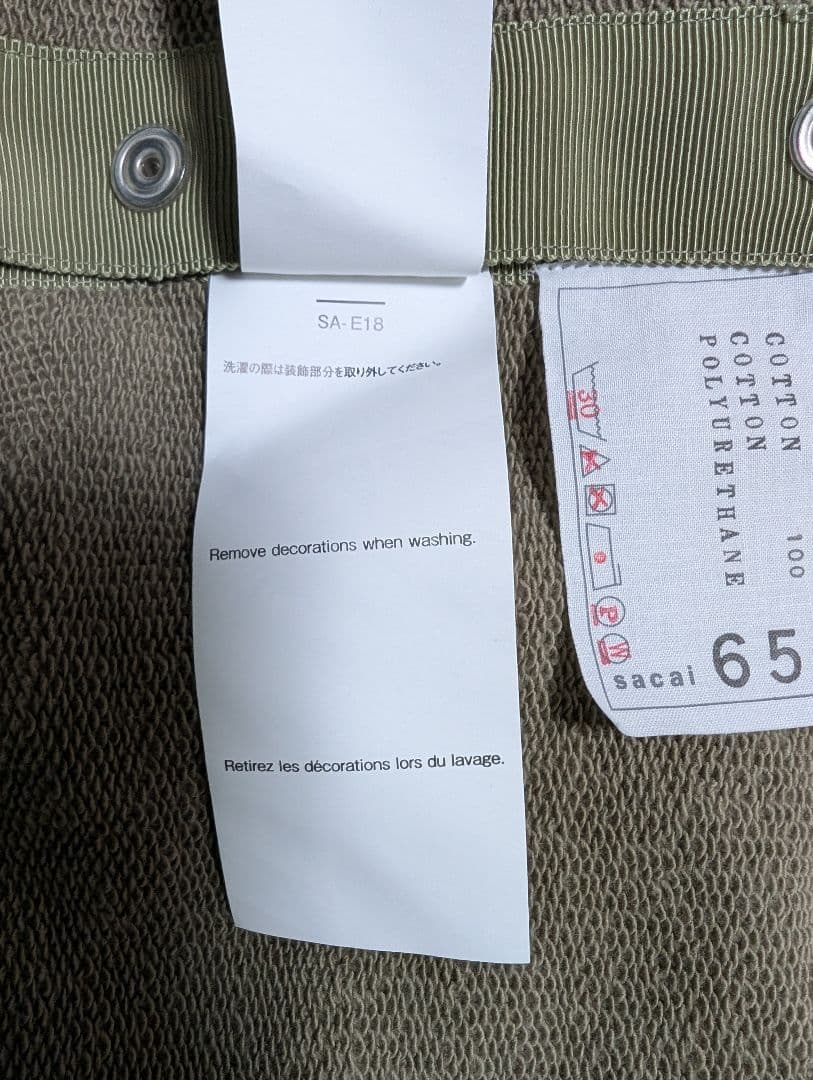 SA-E18
洗濯の際は装飾部分を取り外してください。
Remove decorations when washing.
Retirez les décorations lors du lavage.
COTTON 100
COTTON
POLYURETHANE
30
P
W
sacai 65